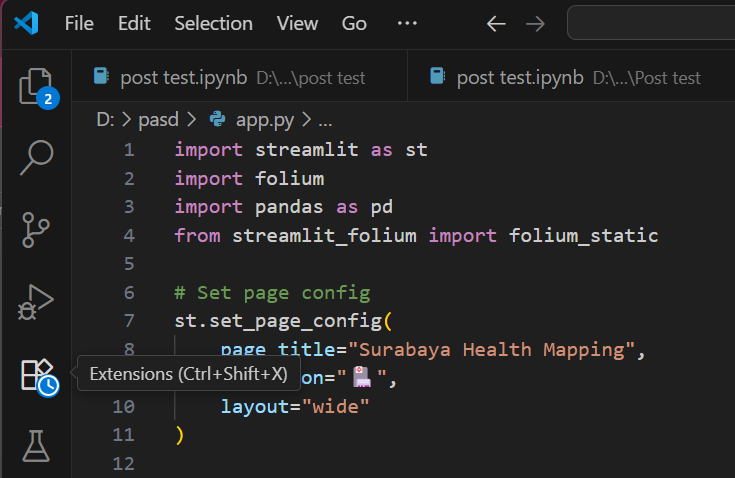 File Edit Selection View Go ···
post test.ipynb D:\...\post test
post test.ipynb D:\...\Post test
2
D: > pasd > app.py > ...
1 import streamlit as st
2 import folium
3 import pandas as pd
4 from streamlit_folium import folium_static
5
6 # Set page config
7 st.set_page_config(
8 page_title="Surabaya Health Mapping",
Extensions (Ctrl+Shift+X)
on="🏥",
10 layout="wide"
11 )
12